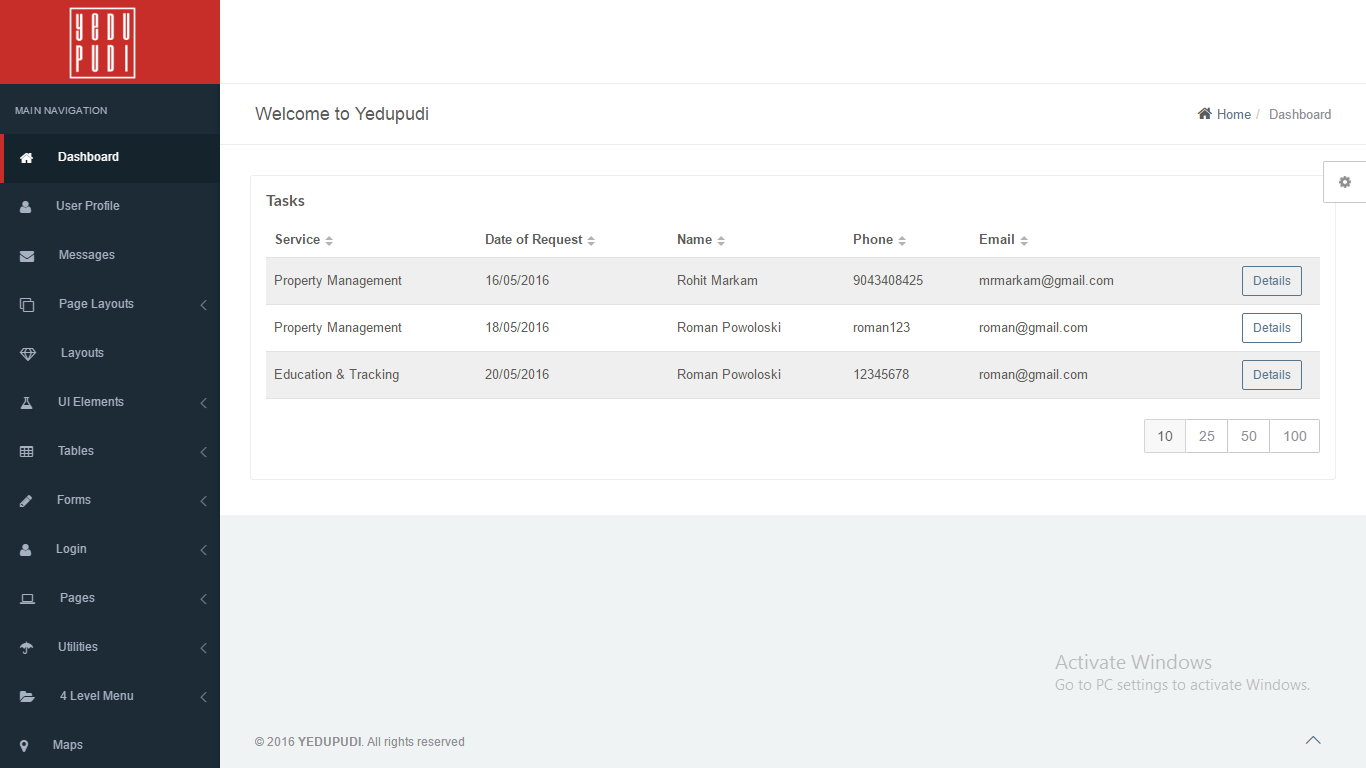 YEDU
PUDI
MAIN NAVIGATION
Dashboard
User Profile
Messages
Page Layouts
Layouts
UI Elements
Tables
Forms
Login
Pages
Utilities
4 Level Menu
Maps
Welcome to Yedupudi
Home / Dashboard
Tasks
Service Date of Request Name Phone Email
Property Management 16/05/2016 Rohit Markam 9043408425 mrmarkam@gmail.com Details
Property Management 18/05/2016 Roman Powoloski roman123 roman@gmail.com Details
Education & Tracking 20/05/2016 Roman Powoloski 12345678 roman@gmail.com Details
10 25 50 100
Activate Windows
Go to PC settings to activate Windows.
© 2016 YEDUPUDI. All rights reserved